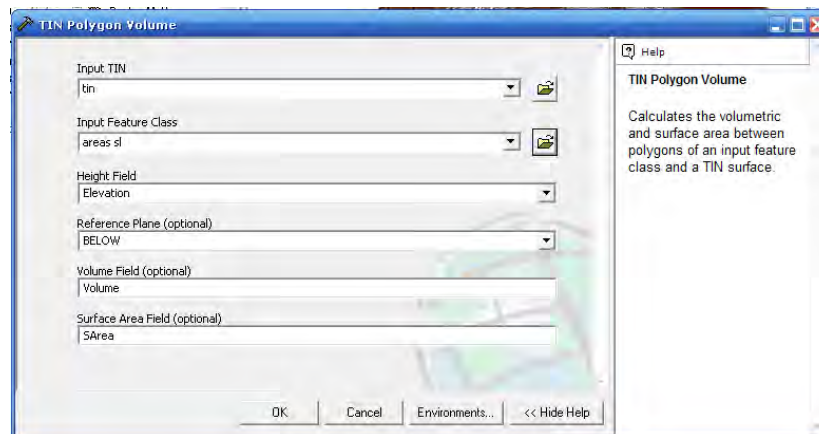 TIN Polygon Volume
Input TIN
tin
Input Feature Class
areas sl
Height Field
Elevation
Reference Plane (optional)
BELOW
Volume Field (optional)
Volume
Surface Area Field (optional)
SArea
OK
Cancel
Environments...
<< Hide Help
Help
TIN Polygon Volume
Calculates the volumetric
and surface area between
polygons of an input feature
class and a TIN surface.